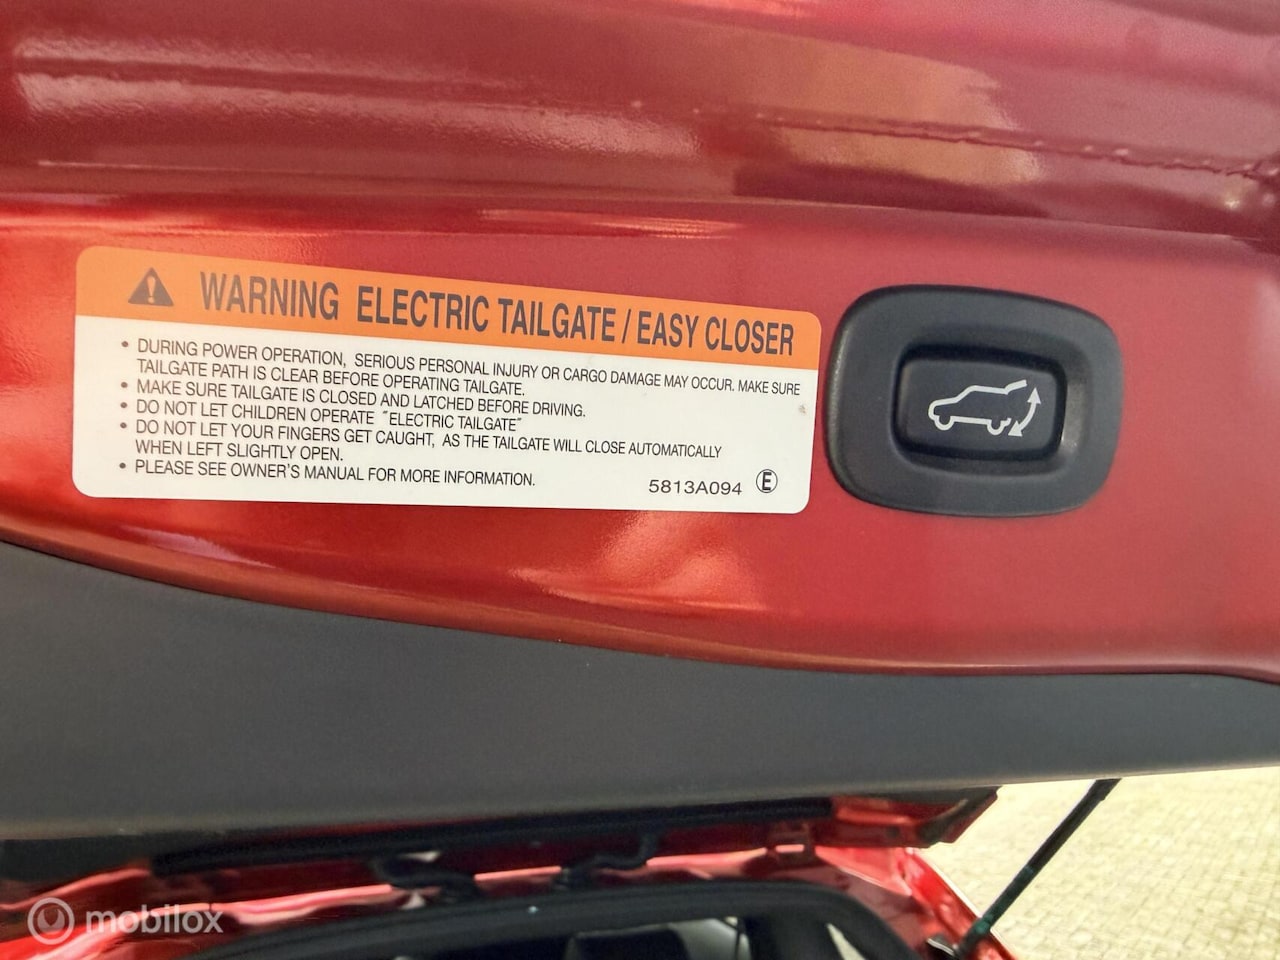 WARNING ELECTRIC TAILGATE / EASY CLOSER
• DURING POWER OPERATION, SERIOUS PERSONAL INJURY OR CARGO DAMAGE MAY OCCUR. MAKE SURE
TAILGATE PATH IS CLEAR BEFORE OPERATING TAILGATE.
• MAKE SURE TAILGATE IS CLOSED AND LATCHED BEFORE DRIVING.
• DO NOT LET CHILDREN OPERATE "ELECTRIC TAILGATE"
• DO NOT LET YOUR FINGERS GET CAUGHT, AS THE TAILGATE WILL CLOSE AUTOMATICALLY
WHEN LEFT SLIGHTLY OPEN.
• PLEASE SEE OWNER'S MANUAL FOR MORE INFORMATION.
5813A094 Ⓔ
mobilox